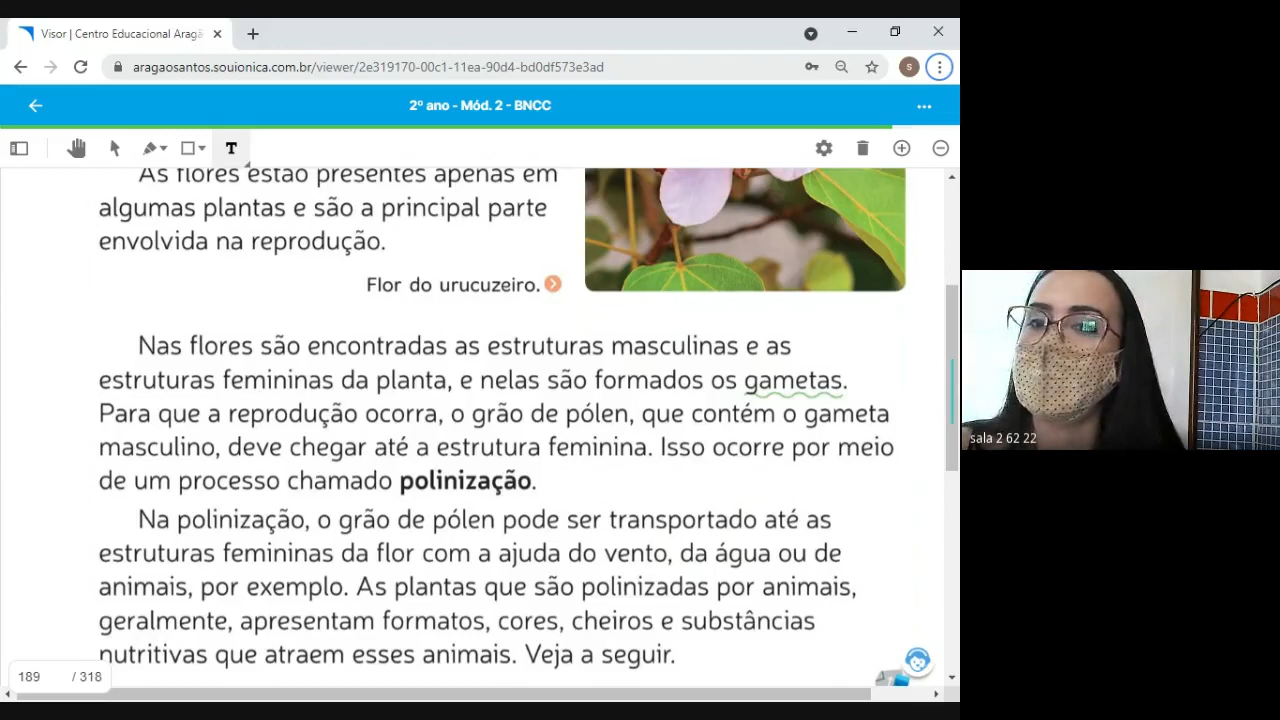 Visor | Centro Educacional Aragã
aragaosantos.souionica.com.br/viewer/2e319170-00c1-11ea-90d4-bd0df573e3ad
s
2º ano - Mód. 2 - BNCC
T
As flores estão presentes apenas em
algumas plantas e são a principal parte
envolvida na reprodução.
Flor do urucuzeiro.
Nas flores são encontradas as estruturas masculinas e as
estruturas femininas da planta, e nelas são formados os gametas.
Para que a reprodução ocorra, o grão de pólen, que contém o gameta
masculino, deve chegar até a estrutura feminina. Isso ocorre por meio
de um processo chamado polinização.
Na polinização, o grão de pólen pode ser transportado até as
estruturas femininas da flor com a ajuda do vento, da água ou de
animais, por exemplo. As plantas que são polinizadas por animais,
geralmente, apresentam formatos, cores, cheiros e substâncias
nutritivas que atraem esses animais. Veja a seguir.
189 / 318
sala 2 62 22